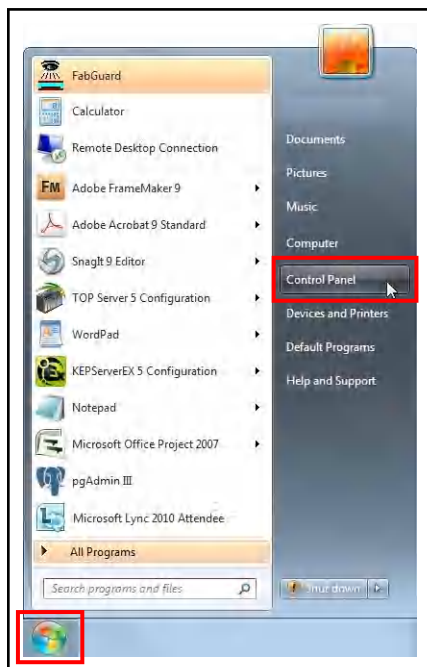 FabGuard
Calculator
Remote Desktop Connection
FM Adobe FrameMaker 9
Adobe Acrobat 9 Standard
SnagIt 9 Editor
TOP Server 5 Configuration
WordPad
KEPServerEX 5 Configuration
Notepad
Microsoft Office Project 2007
pgAdmin III
Microsoft Lync 2010 Attendee
All Programs
Search programs and files
Documents
Pictures
Music
Computer
Control Panel
Devices and Printers
Default Programs
Help and Support
Shut down